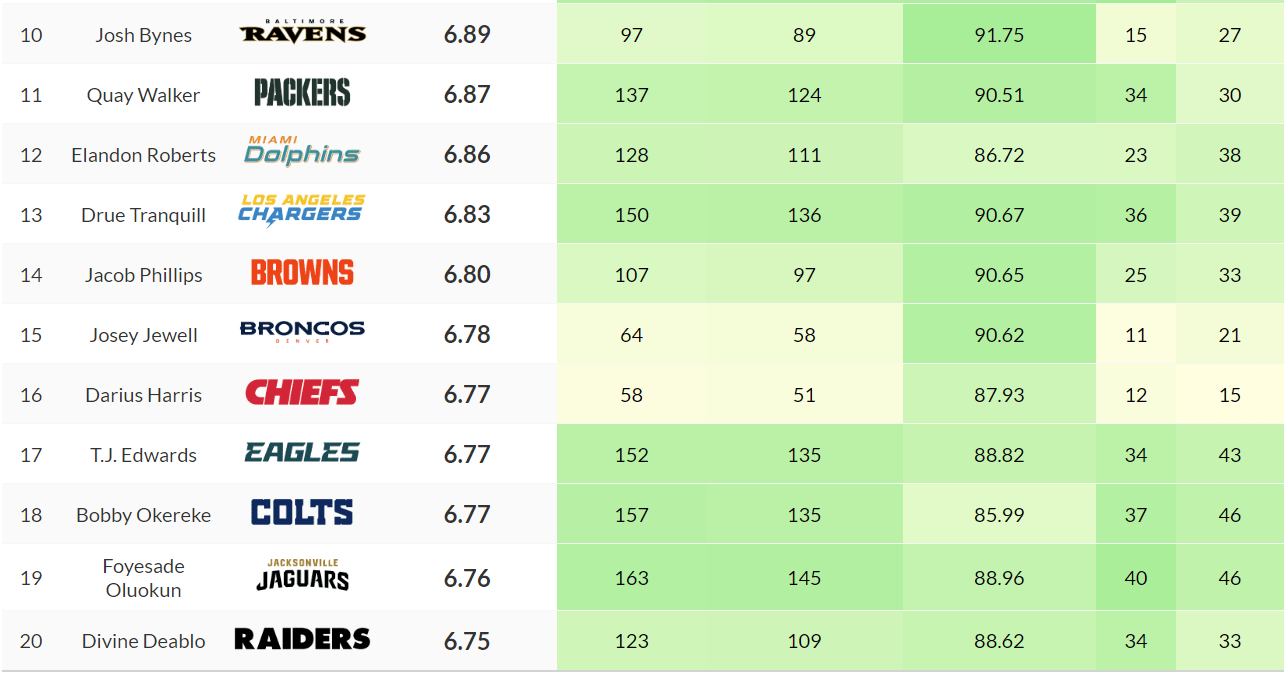 10 Josh Bynes BALTIMORE RAVENS 6.89 97 89 91.75 15 27
11 Quay Walker PACKERS 6.87 137 124 90.51 34 30
12 Elandon Roberts MIAMI Dolphins 6.86 128 111 86.72 23 38
13 Drue Tranquill LOS ANGELES CHARGERS 6.83 150 136 90.67 36 39
14 Jacob Phillips BROWNS 6.80 107 97 90.65 25 33
15 Josey Jewell BRONCOS DENVER 6.78 64 58 90.62 11 21
16 Darius Harris CHIEFS 6.77 58 51 87.93 12 15
17 T.J. Edwards EAGLES 6.77 152 135 88.82 34 43
18 Bobby Okereke COLTS 6.77 157 135 85.99 37 46
19 Foyesade Oluokun JACKSONVILLE JAGUARS 6.76 163 145 88.96 40 46
20 Divine Deablo RAIDERS 6.75 123 109 88.62 34 33